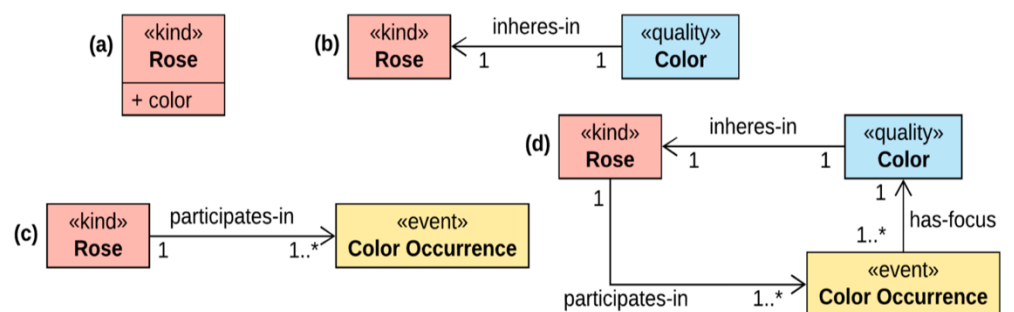 (a)
«kind»
Rose
+ color
(b)
«kind»
Rose
inheres-in
1
1
«quality»
Color
(c)
«kind»
Rose
participates-in
1
1..*
«event»
Color Occurrence
(d)
«kind»
Rose
inheres-in
1
1
«quality»
Color
1
participates-in
1..*
1
has-focus
1..*
«event»
Color Occurrence